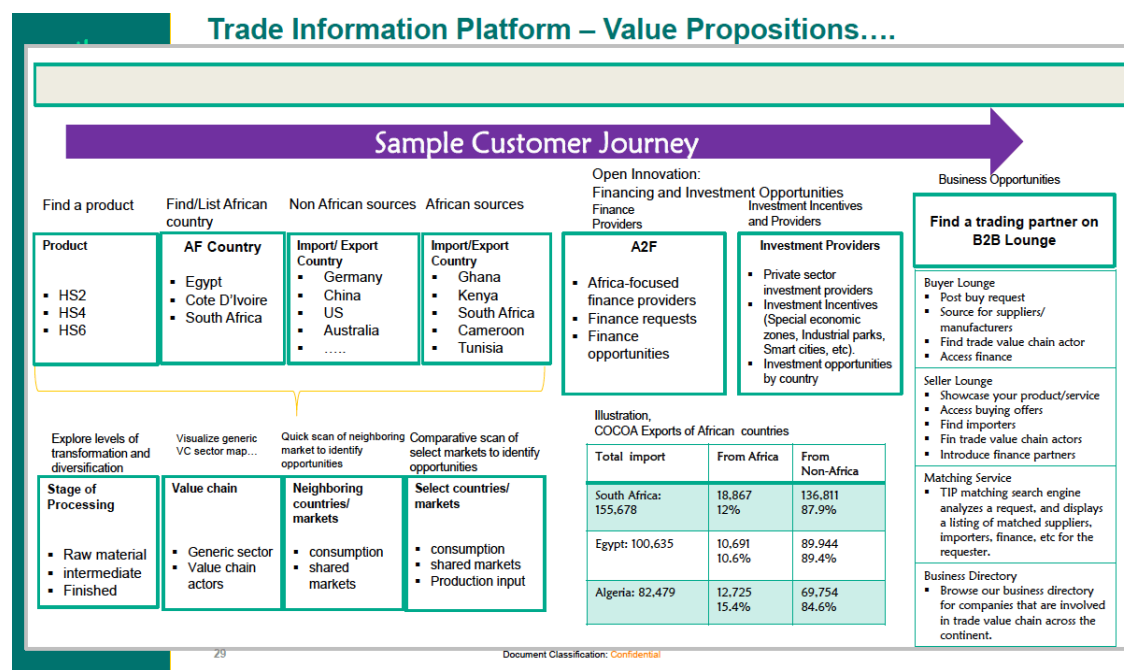 Trade Information Platform – Value Propositions….
Sample Customer Journey
Find a product
Find/List African
country
Non African sources
African sources
Open Innovation:
Financing and Investment Opportunities
Finance
Providers
Investment Incentives
and Providers
Business Opportunities
Product
▪ HS2
▪ HS4
▪ HS6
AF Country
▪ Egypt
▪ Cote D’Ivoire
▪ South Africa
Import/ Export
Country
▪ Germany
▪ China
▪ US
▪ Australia
▪ …..
Import/Export
Country
▪ Ghana
▪ Kenya
▪ South Africa
▪ Cameroon
▪ Tunisia
A2F
▪ Africa-focused
finance providers
▪ Finance requests
▪ Finance
opportunities
Investment Providers
▪ Private sector
investment providers
▪ Investment Incentives
(Special economic
zones, Industrial parks,
Smart cities, etc).
▪ Investment opportunities
by country
Find a trading partner on
B2B Lounge
Buyer Lounge
▪ Post buy request
▪ Source for suppliers/
manufacturers
▪ Find trade value chain actor
▪ Access finance
Seller Lounge
▪ Showcase your product/service
▪ Access buying offers
▪ Find importers
▪ Fin trade value chain actors
▪ Introduce finance partners
Matching Service
▪ TIP matching search engine
analyzes a request, and displays
a listing of matched suppliers,
importers, finance, etc for the
requester.
Business Directory
▪ Browse our business directory
for companies that are involved
in trade value chain across the
continent.
Explore levels of
transformation and
diversification
Visualize generic
VC sector map…
Quick scan of neighboring
market to identify
opportunities
Comparative scan of
select markets to identify
opportunities
Stage of
Processing
▪ Raw material
▪ intermediate
▪ Finished
Value chain
▪ Generic sector
▪ Value chain
actors
Neighboring
countries/
markets
▪ consumption
▪ shared
markets
Select countries/
markets
▪ consumption
▪ shared markets
▪ Production input
Illustration,
COCOA Exports of African countries
Total import From Africa From
Non-Africa
South Africa: 18,867 136,811
155,678 12% 87.9%
Egypt: 100,635 10,691 89.944
10.6% 89.4%
Algeria: 82,479 12,725 69,754
15.4% 84.6%
29
Document Classification: Confidential